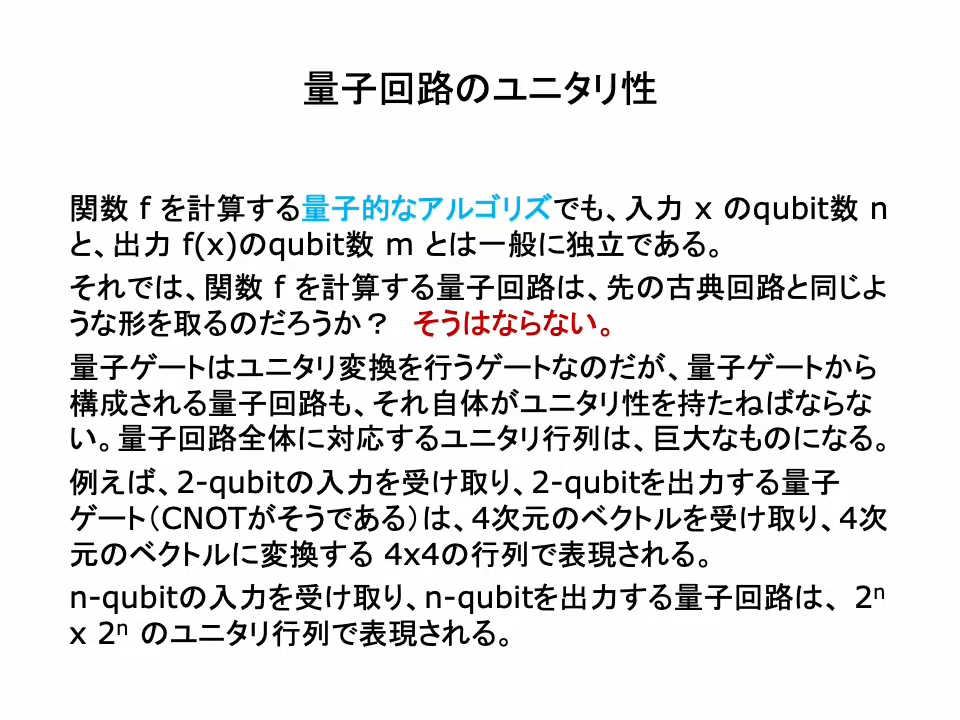 量子回路のユニタリ性
関数 f を計算する量子的なアルゴリズでも、入力 x のqubit数 n
と、出力 f(x)のqubit数 m とは一般に独立である。
それでは、関数 f を計算する量子回路は、先の古典回路と同じよ
うな形を取るのだろうか？ そうはならない。
量子ゲートはユニタリ変換を行うゲートなのだが、量子ゲートから
構成される量子回路も、それ自体がユニタリ性を持たねばならな
い。量子回路全体に対応するユニタリ行列は、巨大なものになる。
例えば、2-qubitの入力を受け取り、2-qubitを出力する量子
ゲート（CNOTがそうである）は、４次元のベクトルを受け取り、４次
元のベクトルに変換する 4x4の行列で表現される。
n-qubitの入力を受け取り、n-qubitを出力する量子回路は、 2ⁿ
x 2ⁿ のユニタリ行列で表現される。